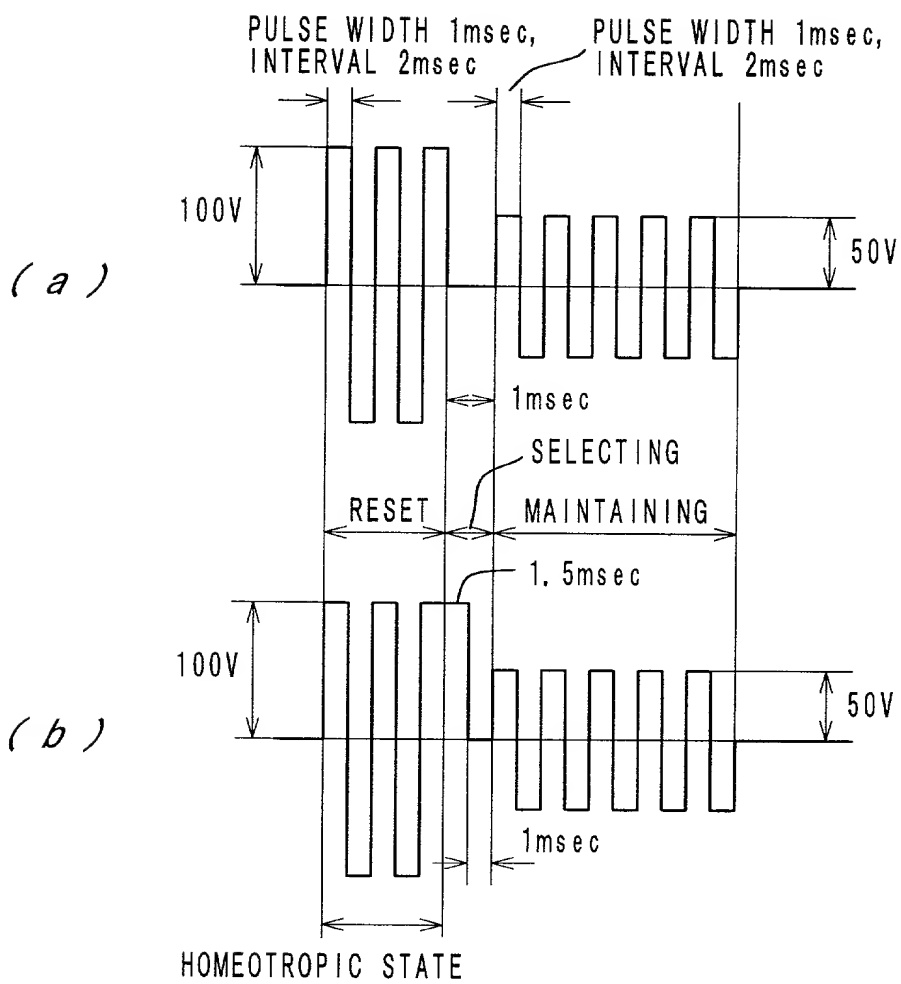 PULSE WIDTH 1msec,
INTERVAL 2msec
PULSE WIDTH 1msec,
INTERVAL 2msec
100V
50V
(a)
1msec
SELECTING
RESET
MAINTAINING
1.5msec
100V
50V
(b)
1msec
HOMEOTROPIC STATE